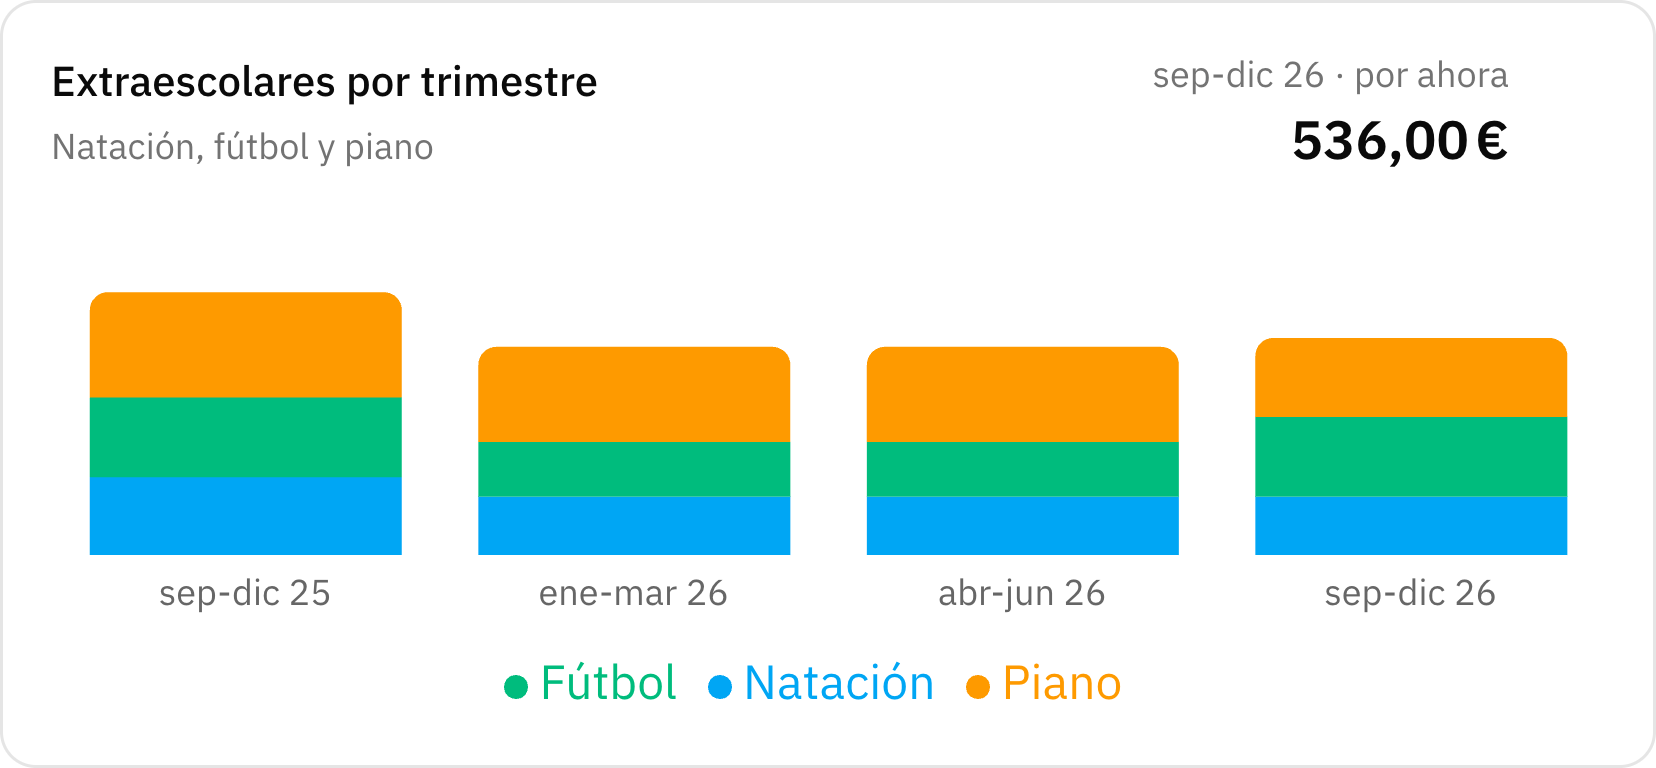 Extraescolares por trimestre
Natación, fútbol y piano
sep-dic 26 · por ahora
536,00 €
sep-dic 25
ene-mar 26
abr-jun 26
sep-dic 26
Fútbol
Natación
Piano